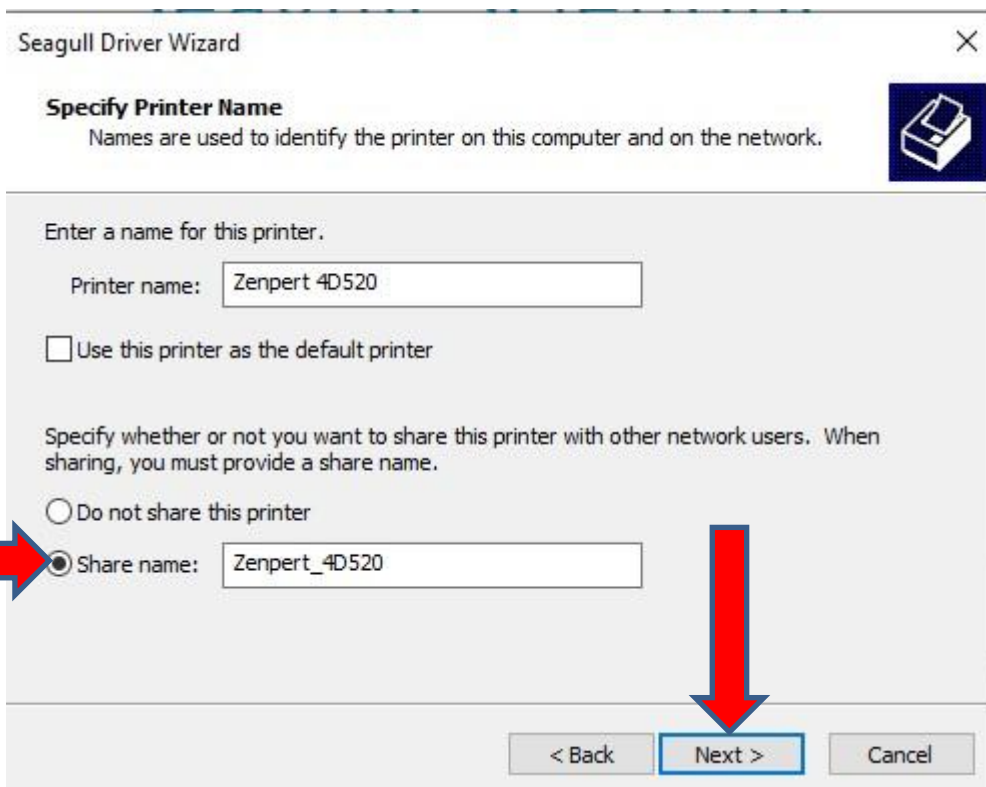 Seagull Driver Wizard
Specify Printer Name
Names are used to identify the printer on this computer and on the network.
Enter a name for this printer.
Printer name: Zenpert 4D520
Use this printer as the default printer
Specify whether or not you want to share this printer with other network users.  When
sharing, you must provide a share name.
Do not share this printer
Share name: Zenpert_4D520
< Back Next > Cancel